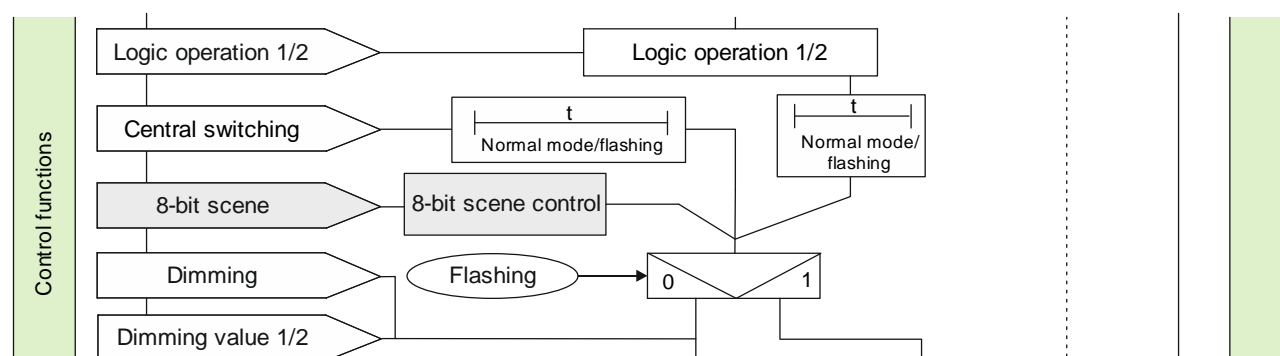 Control functions
Logic operation 1/2
Logic operation 1/2
Central switching
t
Normal mode/flashing
t
Normal mode/
flashing
8-bit scene
8-bit scene control
Dimming
Flashing
0
1
Dimming value 1/2